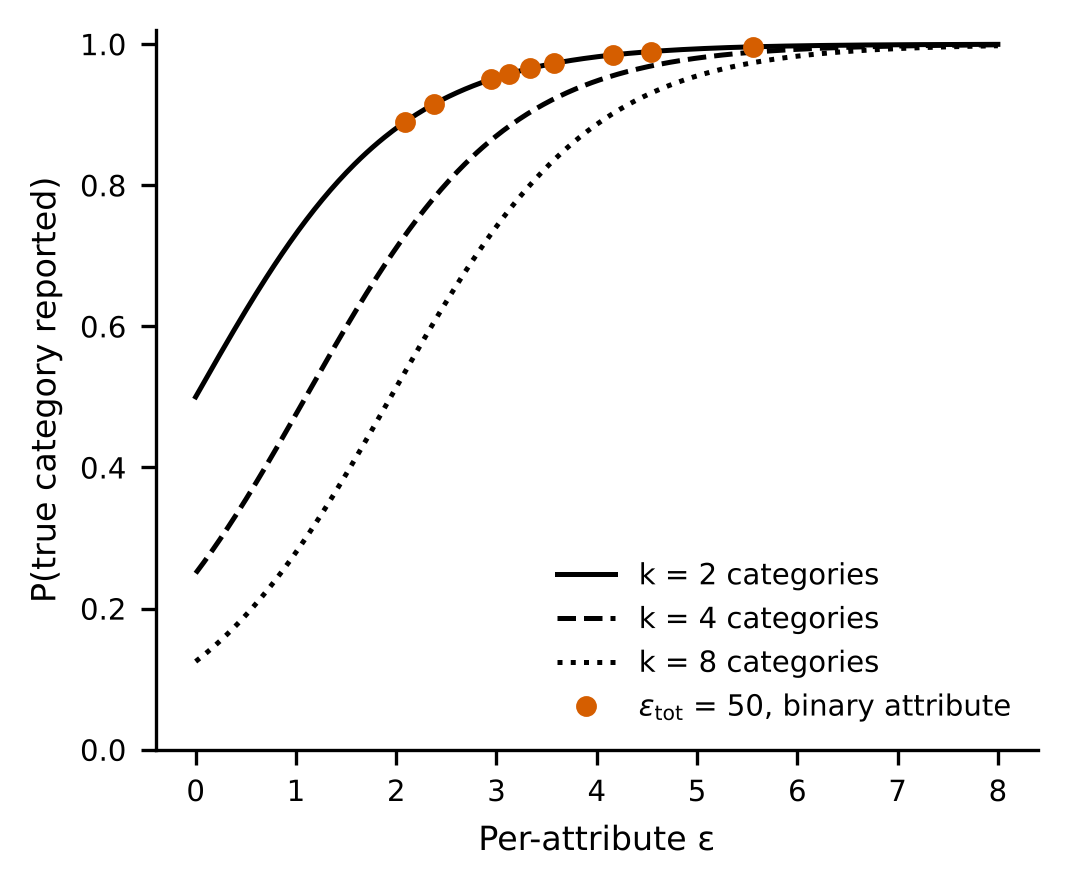 1.0
0.8
0.6
0.4
0.2
0.0
P(true category reported)
k = 2 categories
k = 4 categories
k = 8 categories
ε_tot = 50, binary attribute
0 1 2 3 4 5 6 7 8
Per-attribute ε